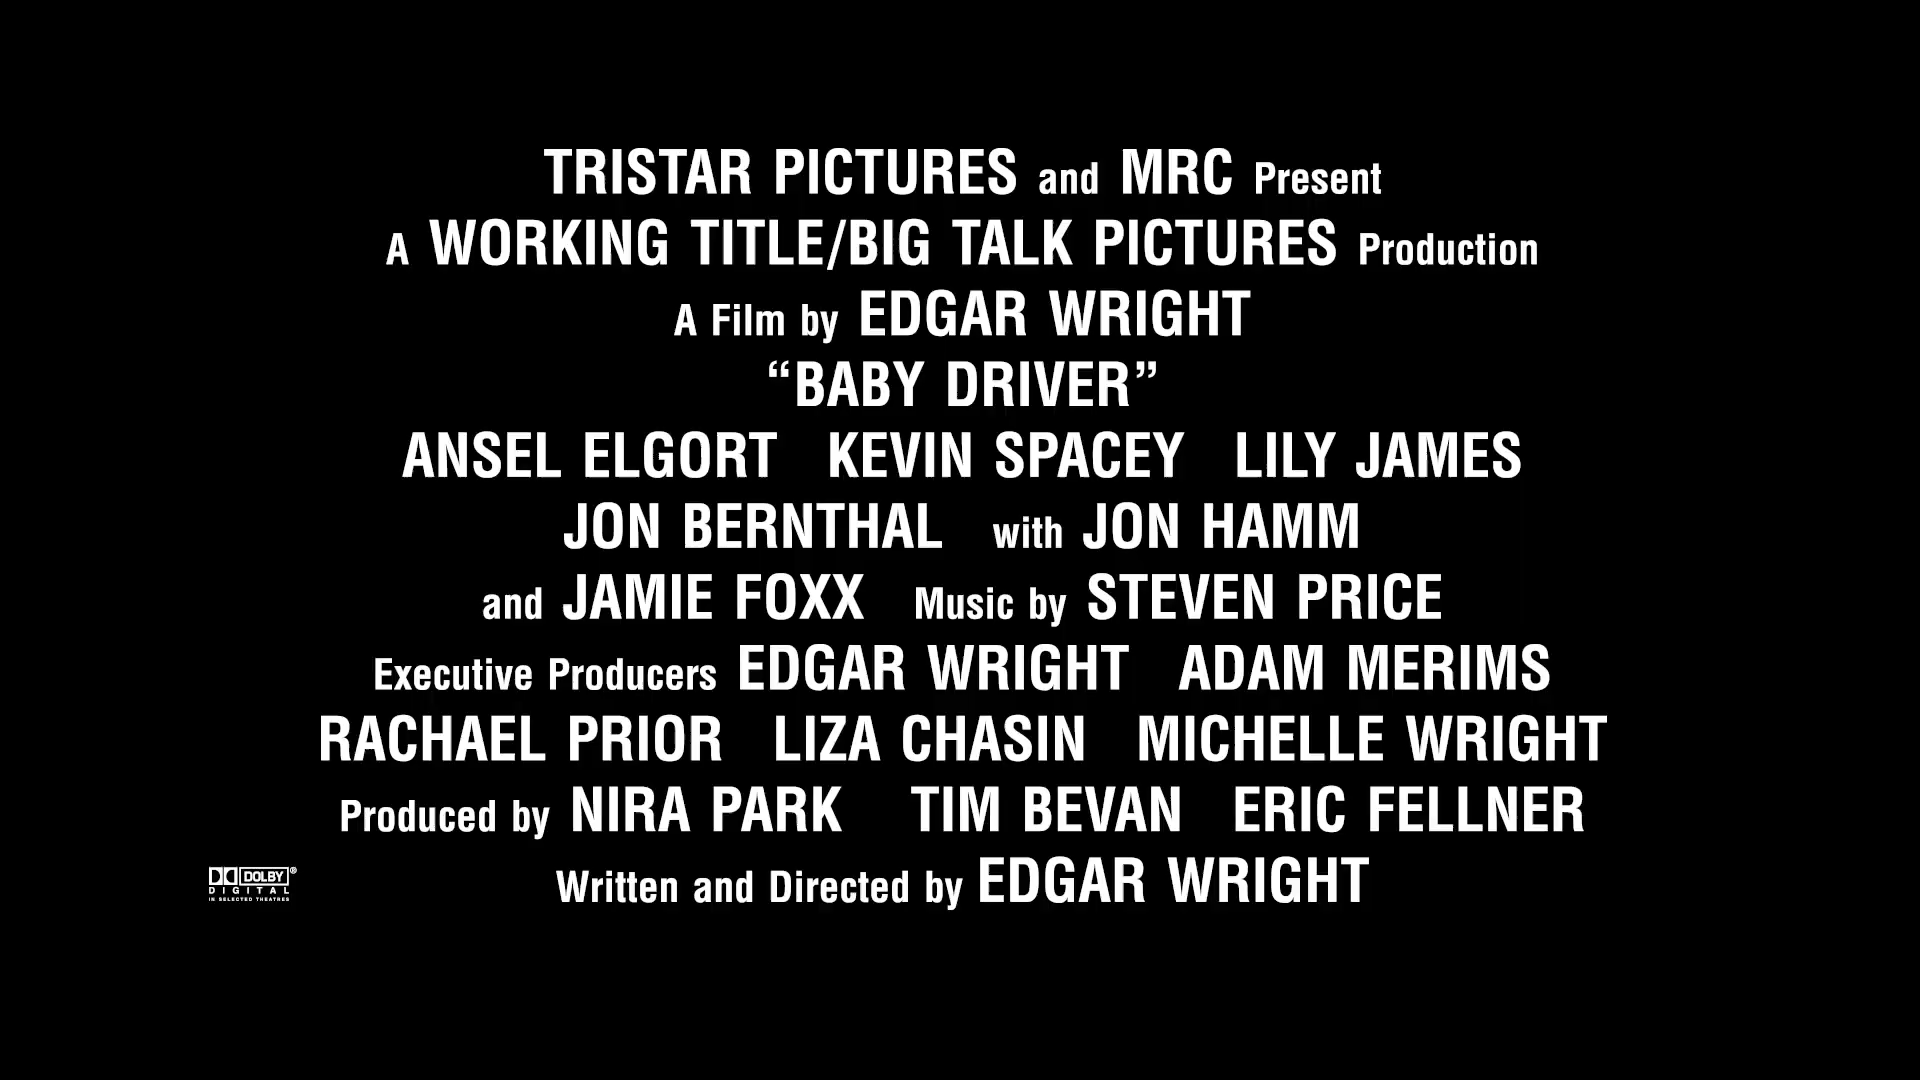 TRISTAR PICTURES and MRC Present
A WORKING TITLE/BIG TALK PICTURES Production
A Film by EDGAR WRIGHT
“BABY DRIVER”
ANSEL ELGORT KEVIN SPACEY LILY JAMES
JON BERNTHAL with JON HAMM
and JAMIE FOXX Music by STEVEN PRICE
Executive Producers EDGAR WRIGHT ADAM MERIMS
RACHAEL PRIOR LIZA CHASIN MICHELLE WRIGHT
Produced by NIRA PARK TIM BEVAN ERIC FELLNER
Written and Directed by EDGAR WRIGHT
DOLBY®
DIGITAL
IN SELECTED THEATRES